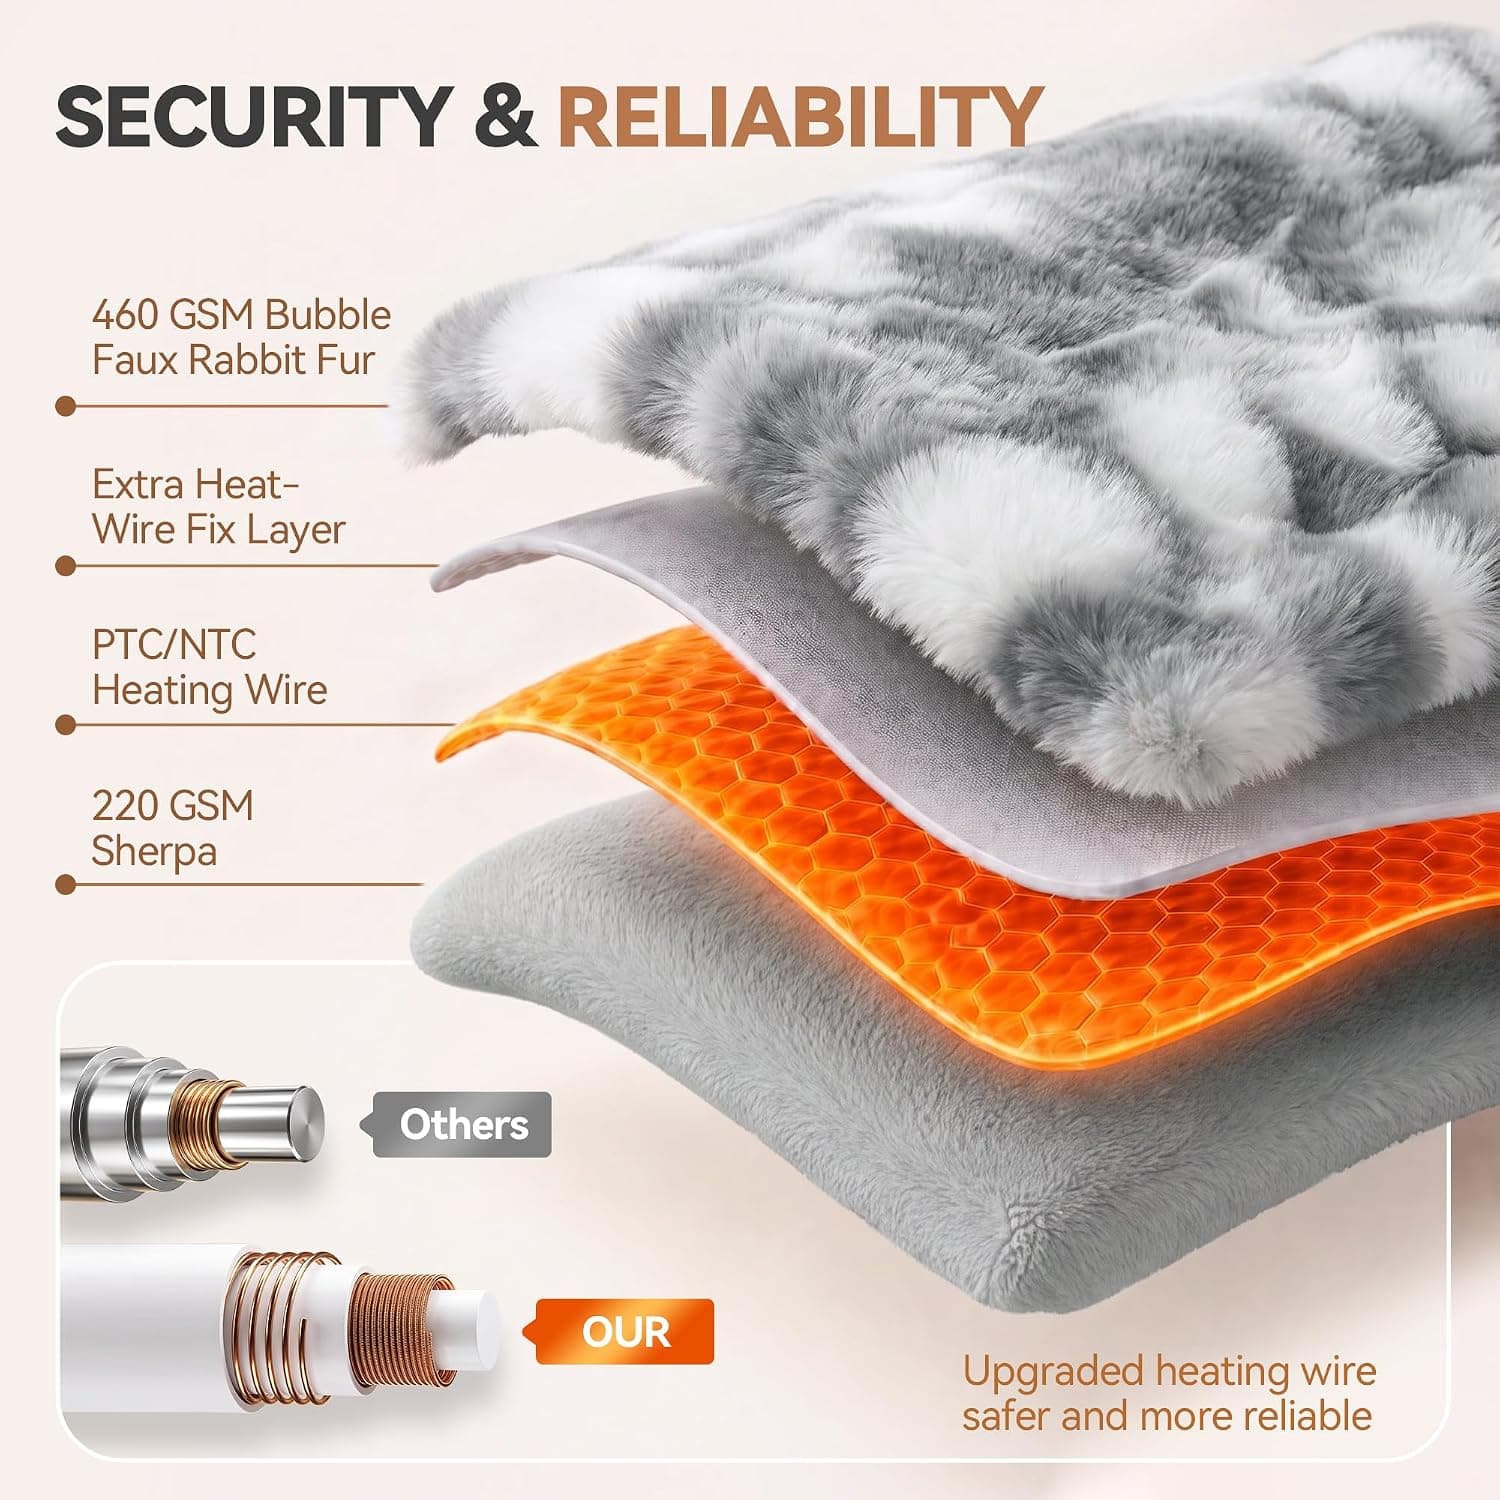 SECURITY & RELIABILITY
460 GSM Bubble
Faux Rabbit Fur
Extra Heat-
Wire Fix Layer
PTC/NTC
Heating Wire
220 GSM
Sherpa
Others
OUR
Upgraded heating wire
safer and more reliable